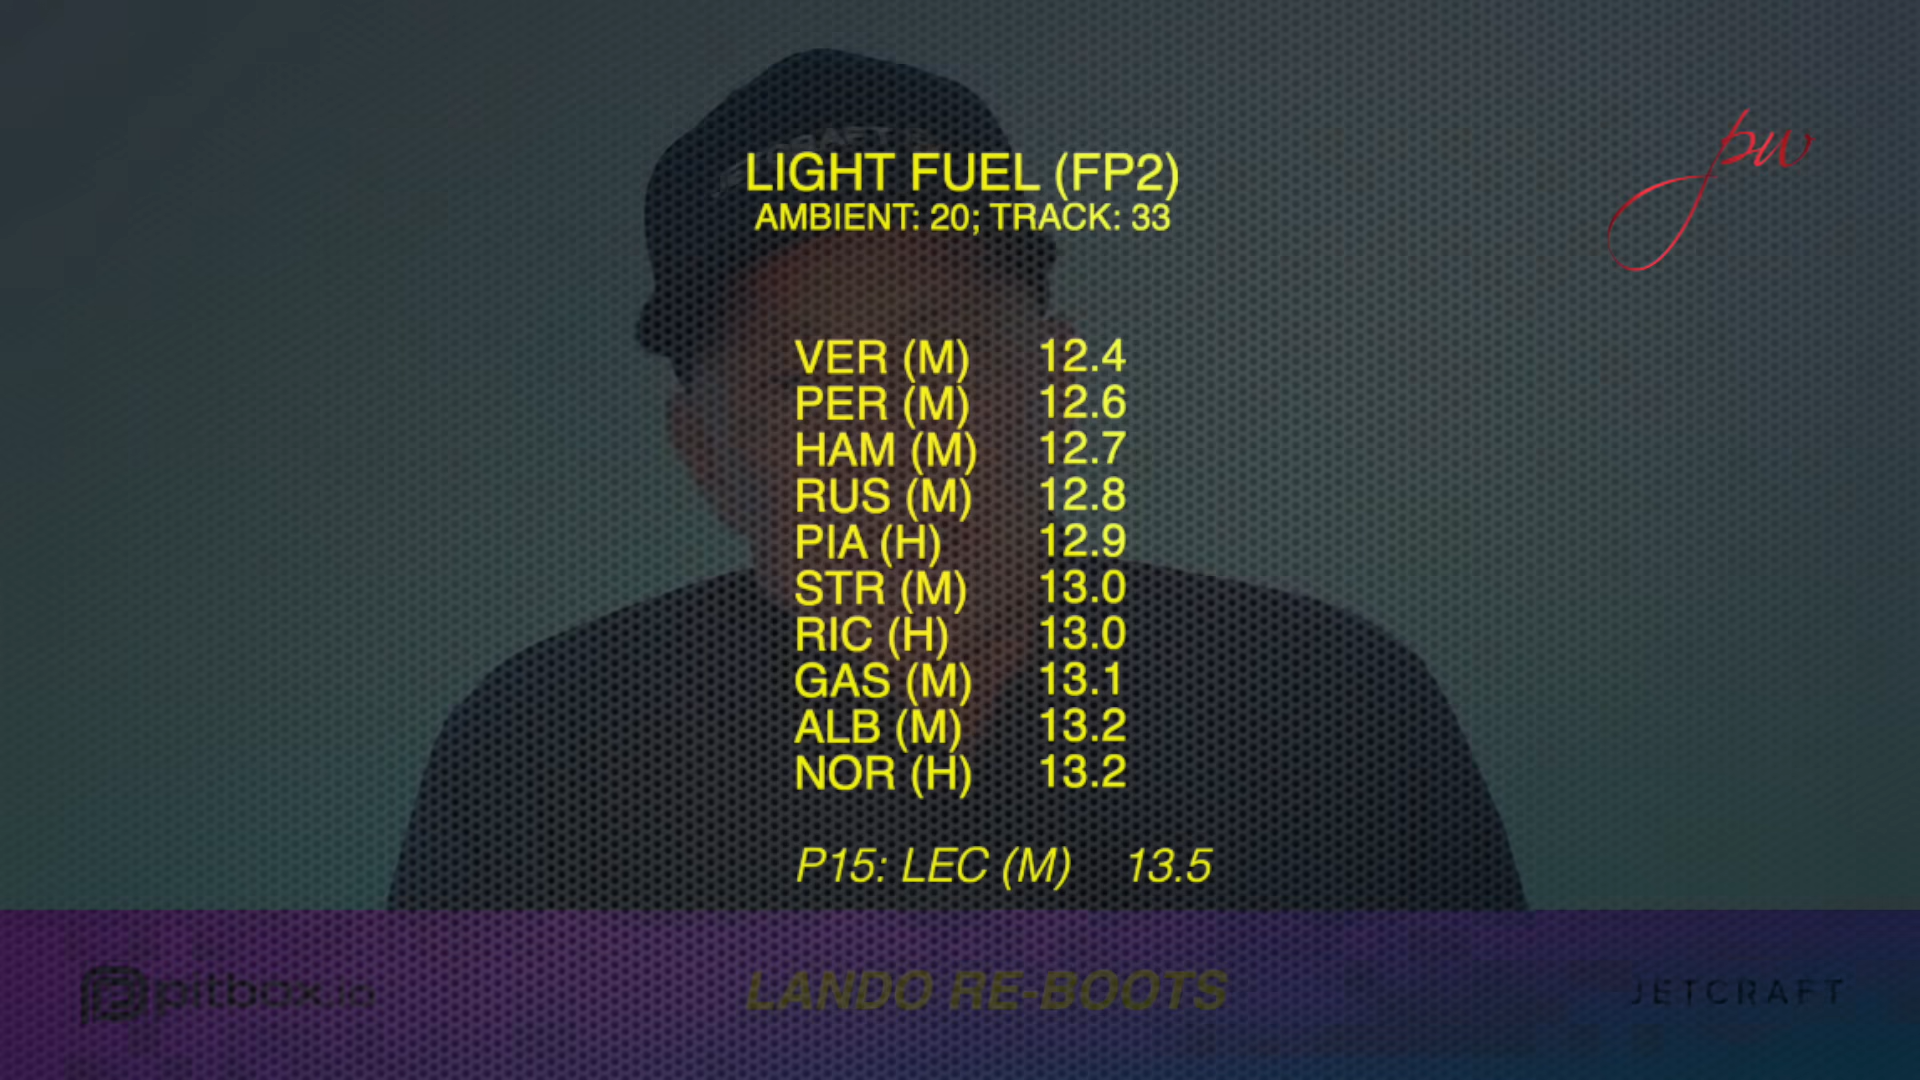 LIGHT FUEL (FP2)
AMBIENT: 20; TRACK: 33
pw
VER (M) 12.4
PER (M) 12.6
HAM (M) 12.7
RUS (M) 12.8
PIA (H) 12.9
STR (M) 13.0
RIC (H) 13.0
GAS (M) 13.1
ALB (M) 13.2
NOR (H) 13.2
P15: LEC (M) 13.5
pitbox.io
LANDO RE-BOOTS
JETCRAFT